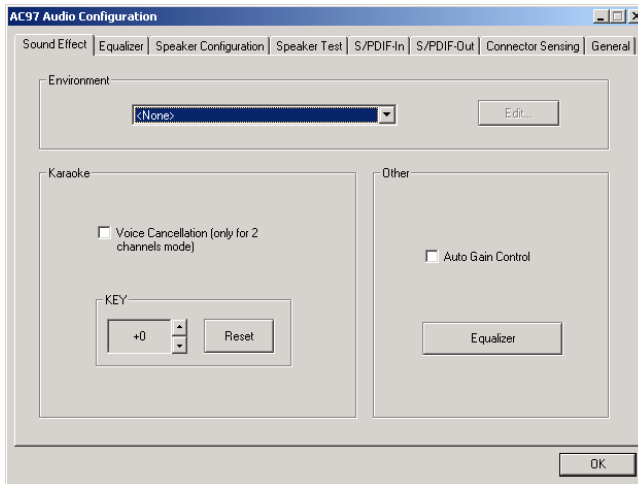 AC97 Audio Configuration
Sound Effect Equalizer Speaker Configuration Speaker Test S/PDIF-In S/PDIF-Out Connector Sensing General
Environment
<None>
Edit...
Karaoke
Voice Cancellation (only for 2
channels mode)
KEY
+0
Reset
Other
Auto Gain Control
Equalizer
OK